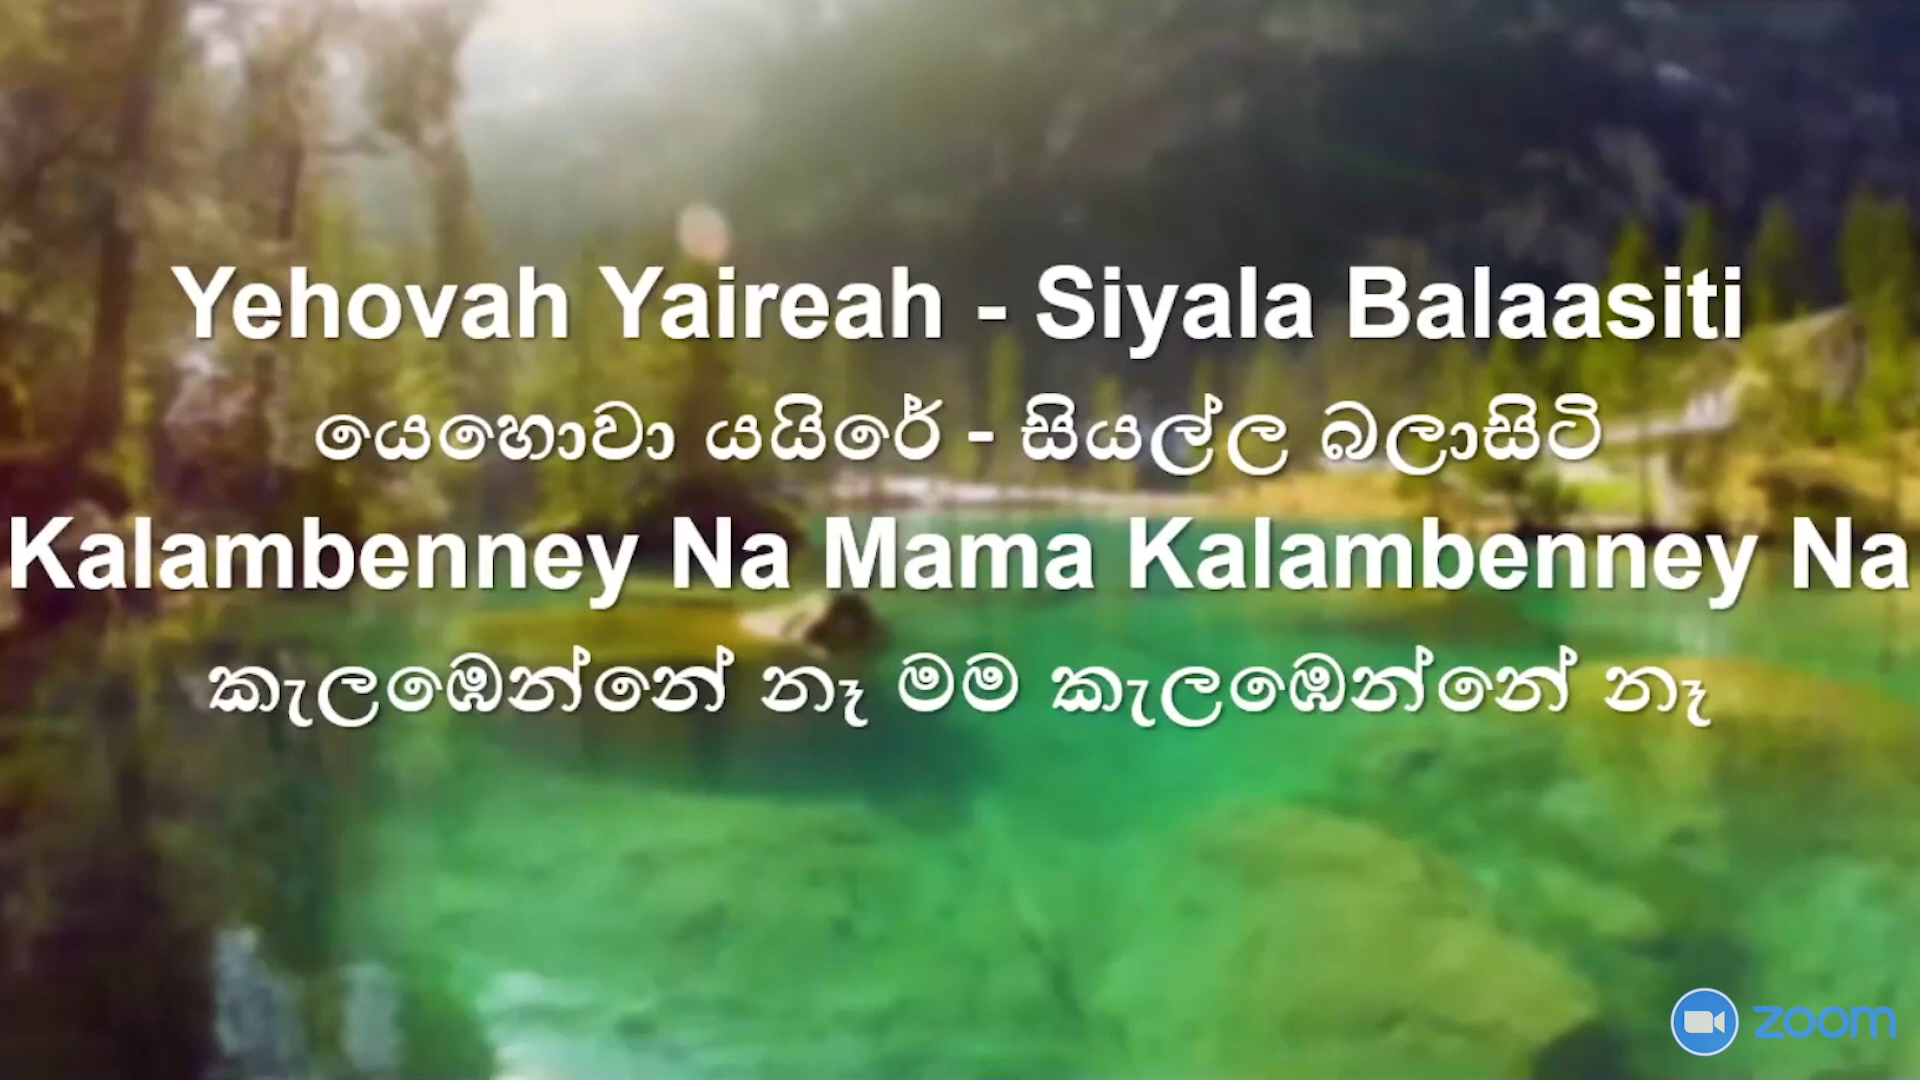 Yehovah Yaireah - Siyala Balaasiti
යෙහොවා යයිරේ - සියල්ල බලාසිටි
Kalambenney Na Mama Kalambenney Na
කැලඹෙන්නේ නෑ මම කැලඹෙන්නේ නෑ
zoom